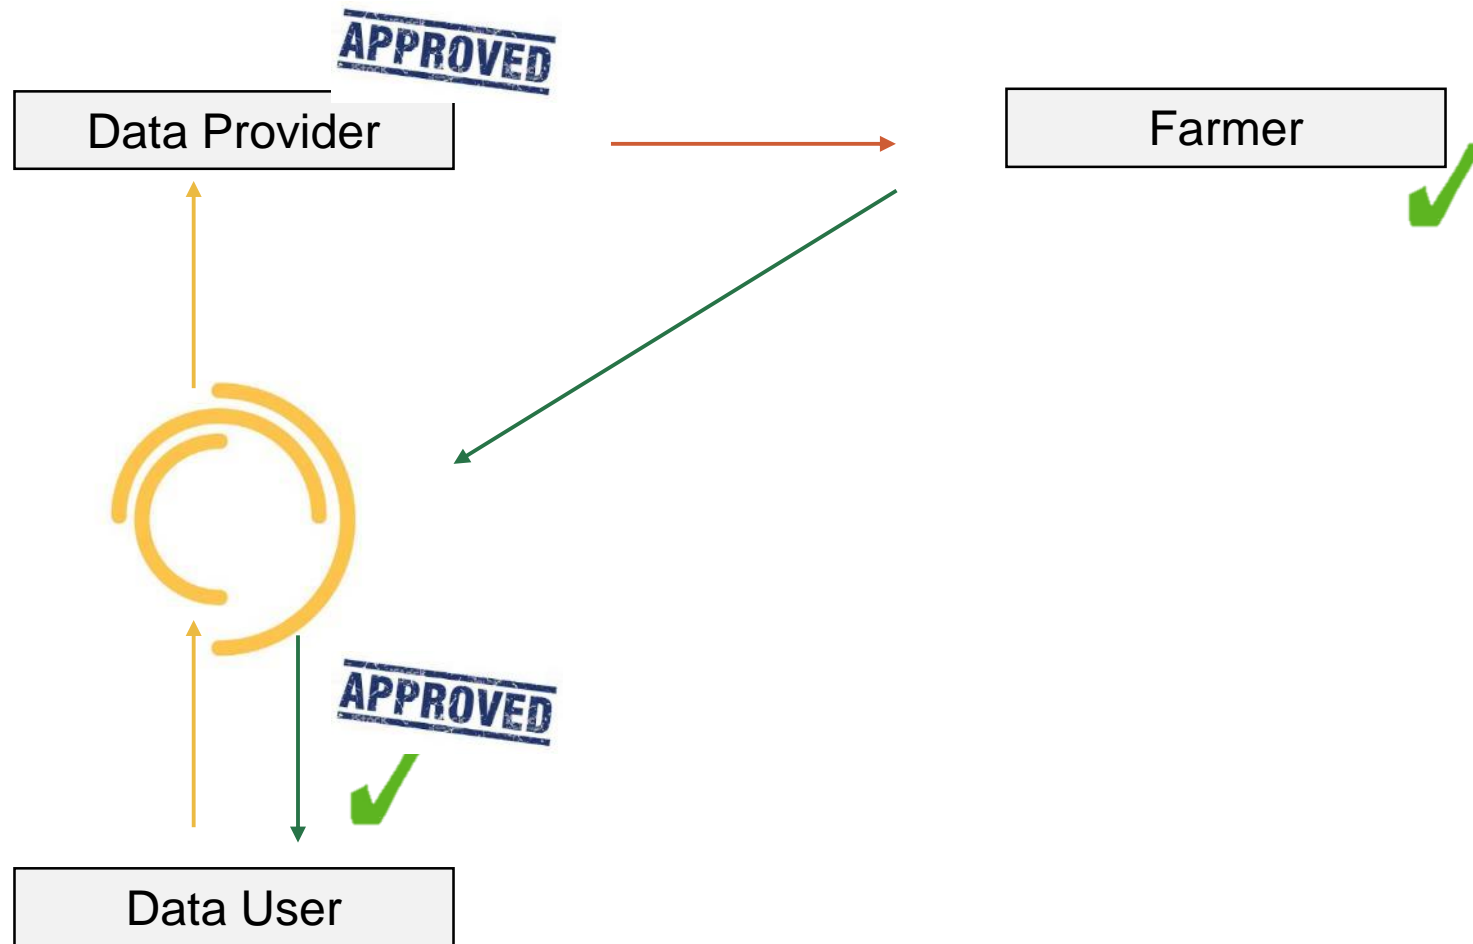 APPROVED
Data Provider
Farmer
APPROVED
Data User